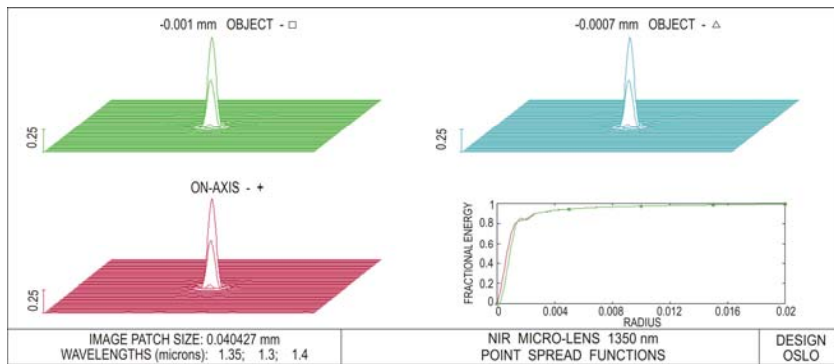 -0.001 mm OBJECT - □
-0.0007 mm OBJECT - △
0.25
0.25
ON-AXIS - +
0.25
FRACTIONAL ENERGY
1
0.8
0.6
0.4
0.2
0
0 0.004 0.008 0.012 0.016 0.02
RADIUS
IMAGE PATCH SIZE: 0.040427 mm
WAVELENGTHS (microns): 1.35; 1.3; 1.4
NIR MICRO-LENS 1350 nm
POINT SPREAD FUNCTIONS
DESIGN
OSLO